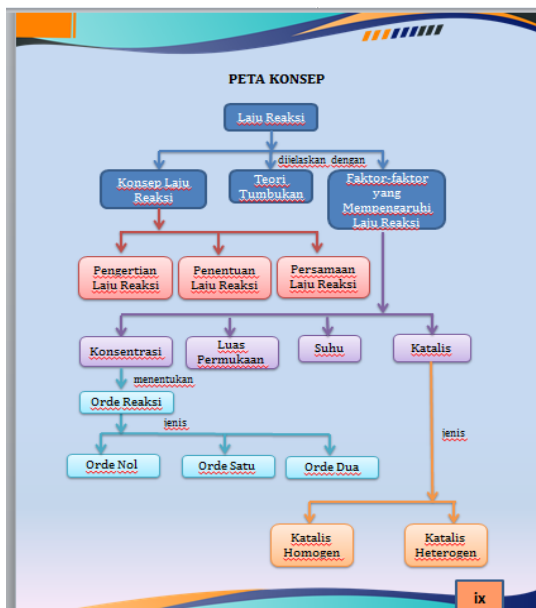 PETA KONSEP
Laju Reaksi
dijelaskan dengan
Konsep Laju
Reaksi
Teori
Tumbukan
Faktor-faktor
yang
Mempengaruhi
Laju Reaksi
Pengertian
Laju Reaksi
Penentuan
Laju Reaksi
Persamaan
Laju Reaksi
Konsentrasi
Luas
Permukaan
Suhu
Katalis
menentukan
Orde Reaksi
jenis
jenis
Orde Nol
Orde Satu
Orde Dua
Katalis
Homogen
Katalis
Heterogen
ix